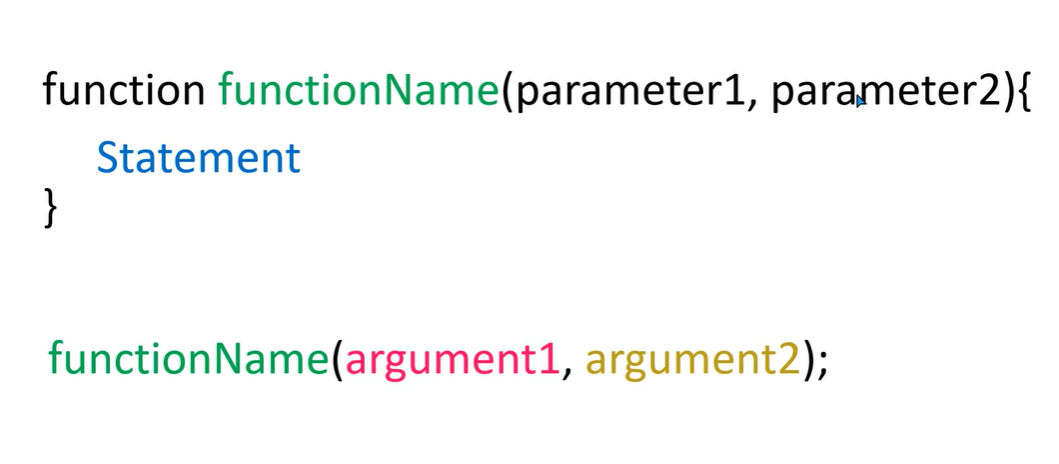 function functionName(parameter1, parameter2){
Statement
}
functionName(argument1, argument2);